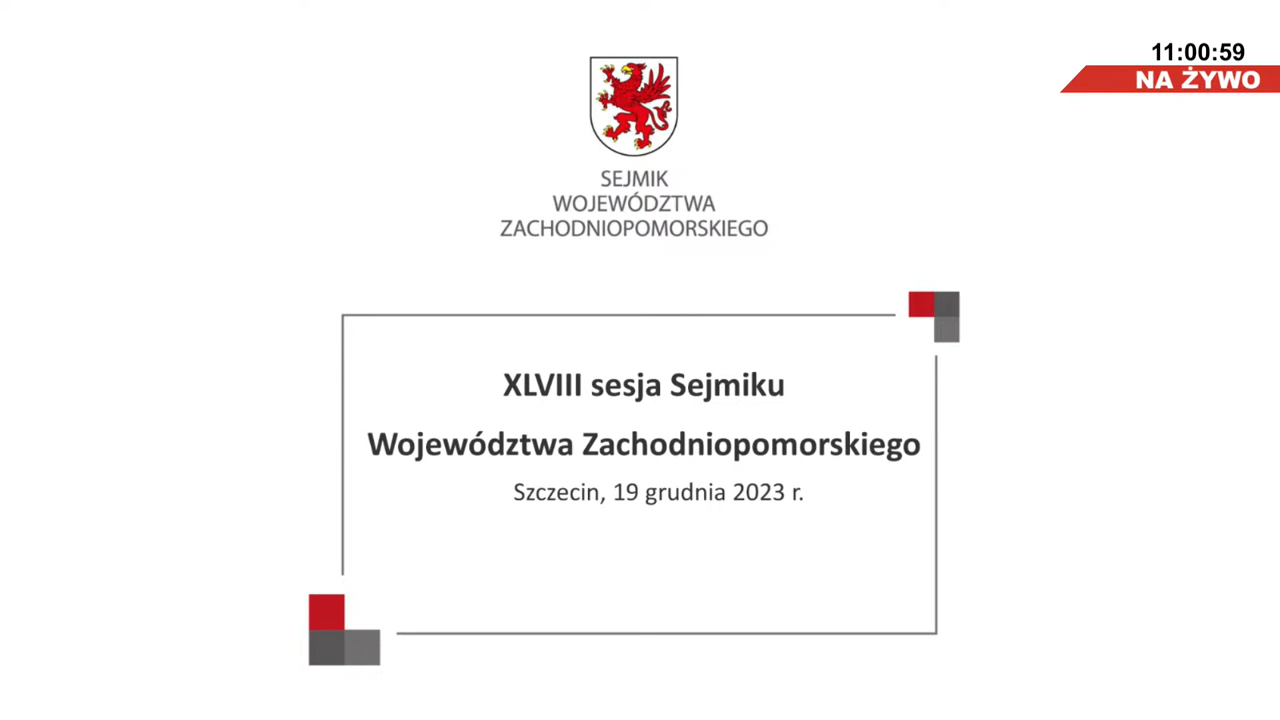 11:00:59
NA ŻYWO
SEJMIK
WOJEWÓDZTWA
ZACHODNIOPOMORSKIEGO
XLVIII sesja Sejmiku
Województwa Zachodniopomorskiego
Szczecin, 19 grudnia 2023 r.